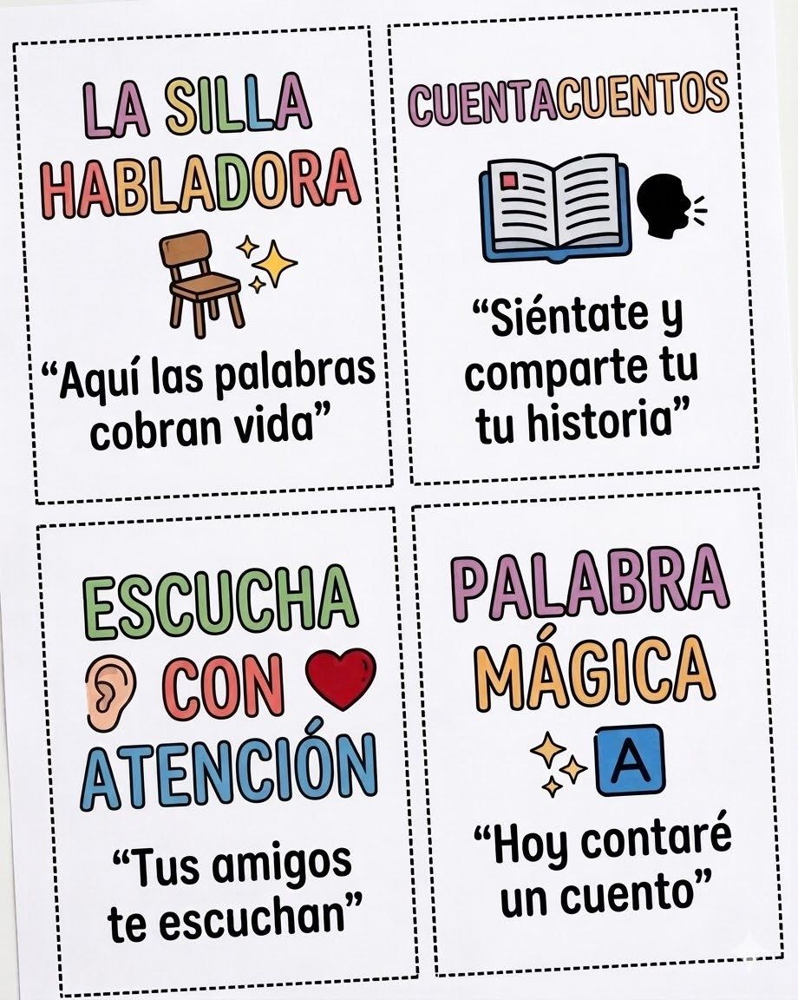 LA SILLA
HABLADORA
“Aquí las palabras
cobran vida”
CUENTACUENTOS
“Siéntate y
comparte tu
tu historia”
ESCUCHA
CON
ATENCIÓN
“Tus amigos
te escuchan”
PALABRA
MÁGICA
A
“Hoy contaré
un cuento”